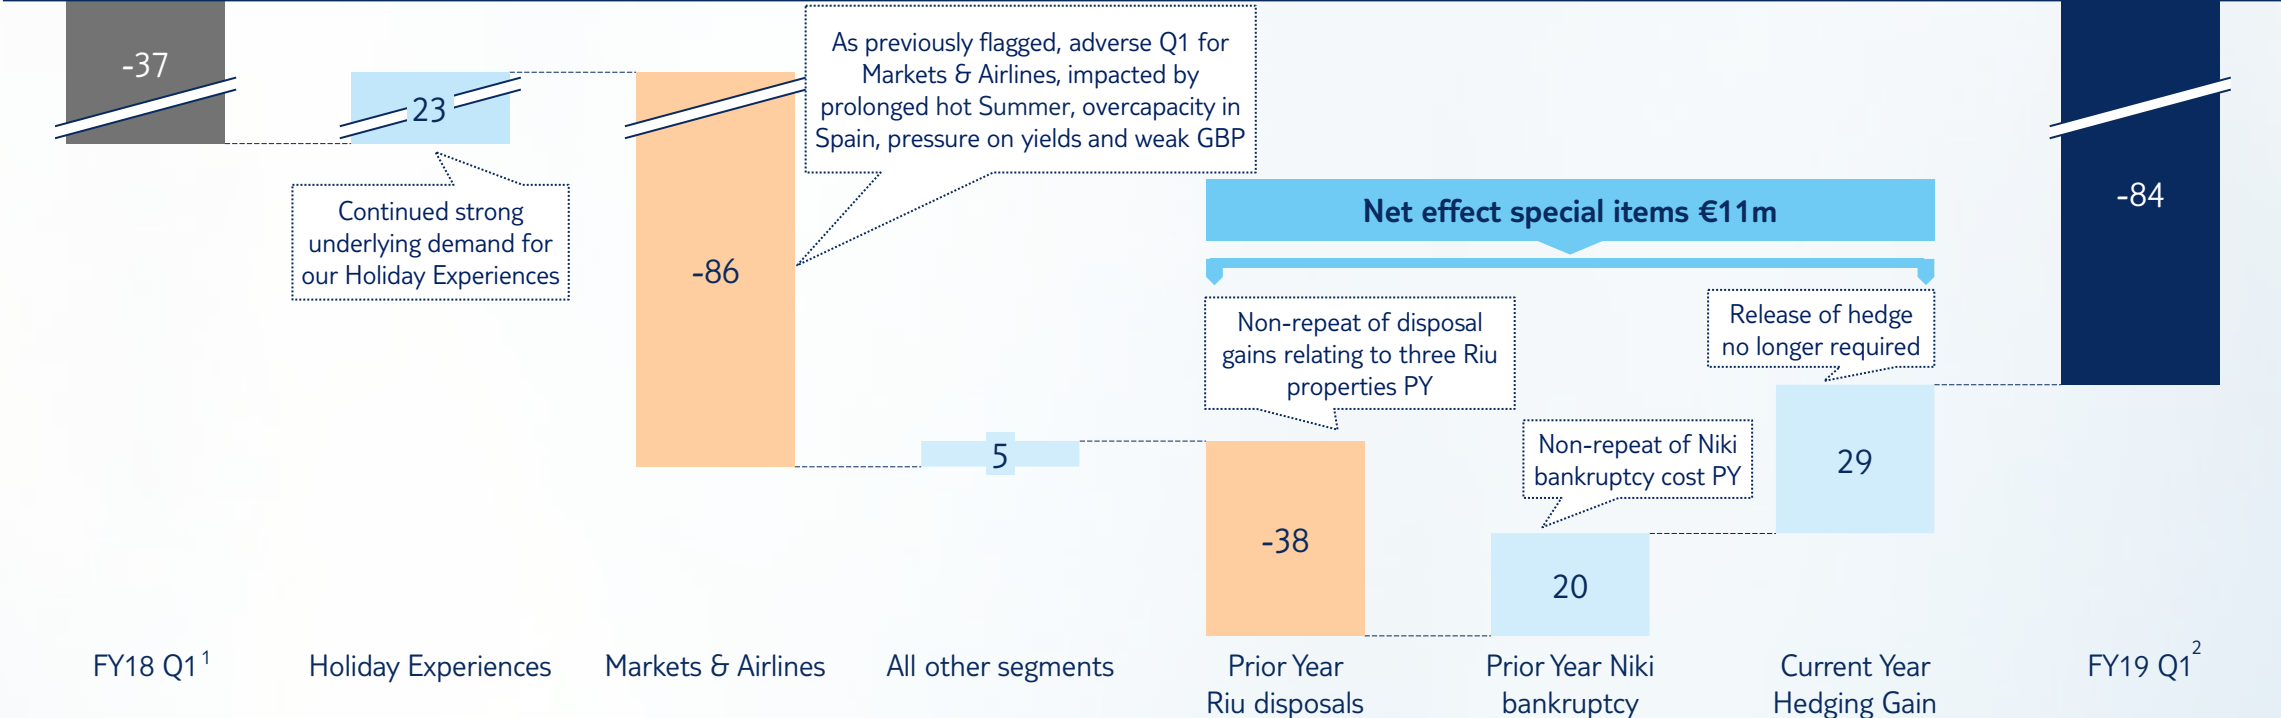 -37
23
Continued strong
underlying demand for
our Holiday Experiences
-86
As previously flagged, adverse Q1 for
Markets & Airlines, impacted by
prolonged hot Summer, overcapacity in
Spain, pressure on yields and weak GBP
5
Net effect special items €11m
Non-repeat of disposal
gains relating to three Riu
properties PY
-38
Non-repeat of Niki
bankruptcy cost PY
20
Release of hedge
no longer required
29
-84
FY18 Q1 1
Holiday Experiences
Markets & Airlines
All other segments
Prior Year
Riu disposals
Prior Year Niki
bankruptcy
Current Year
Hedging Gain
FY19 Q1 2